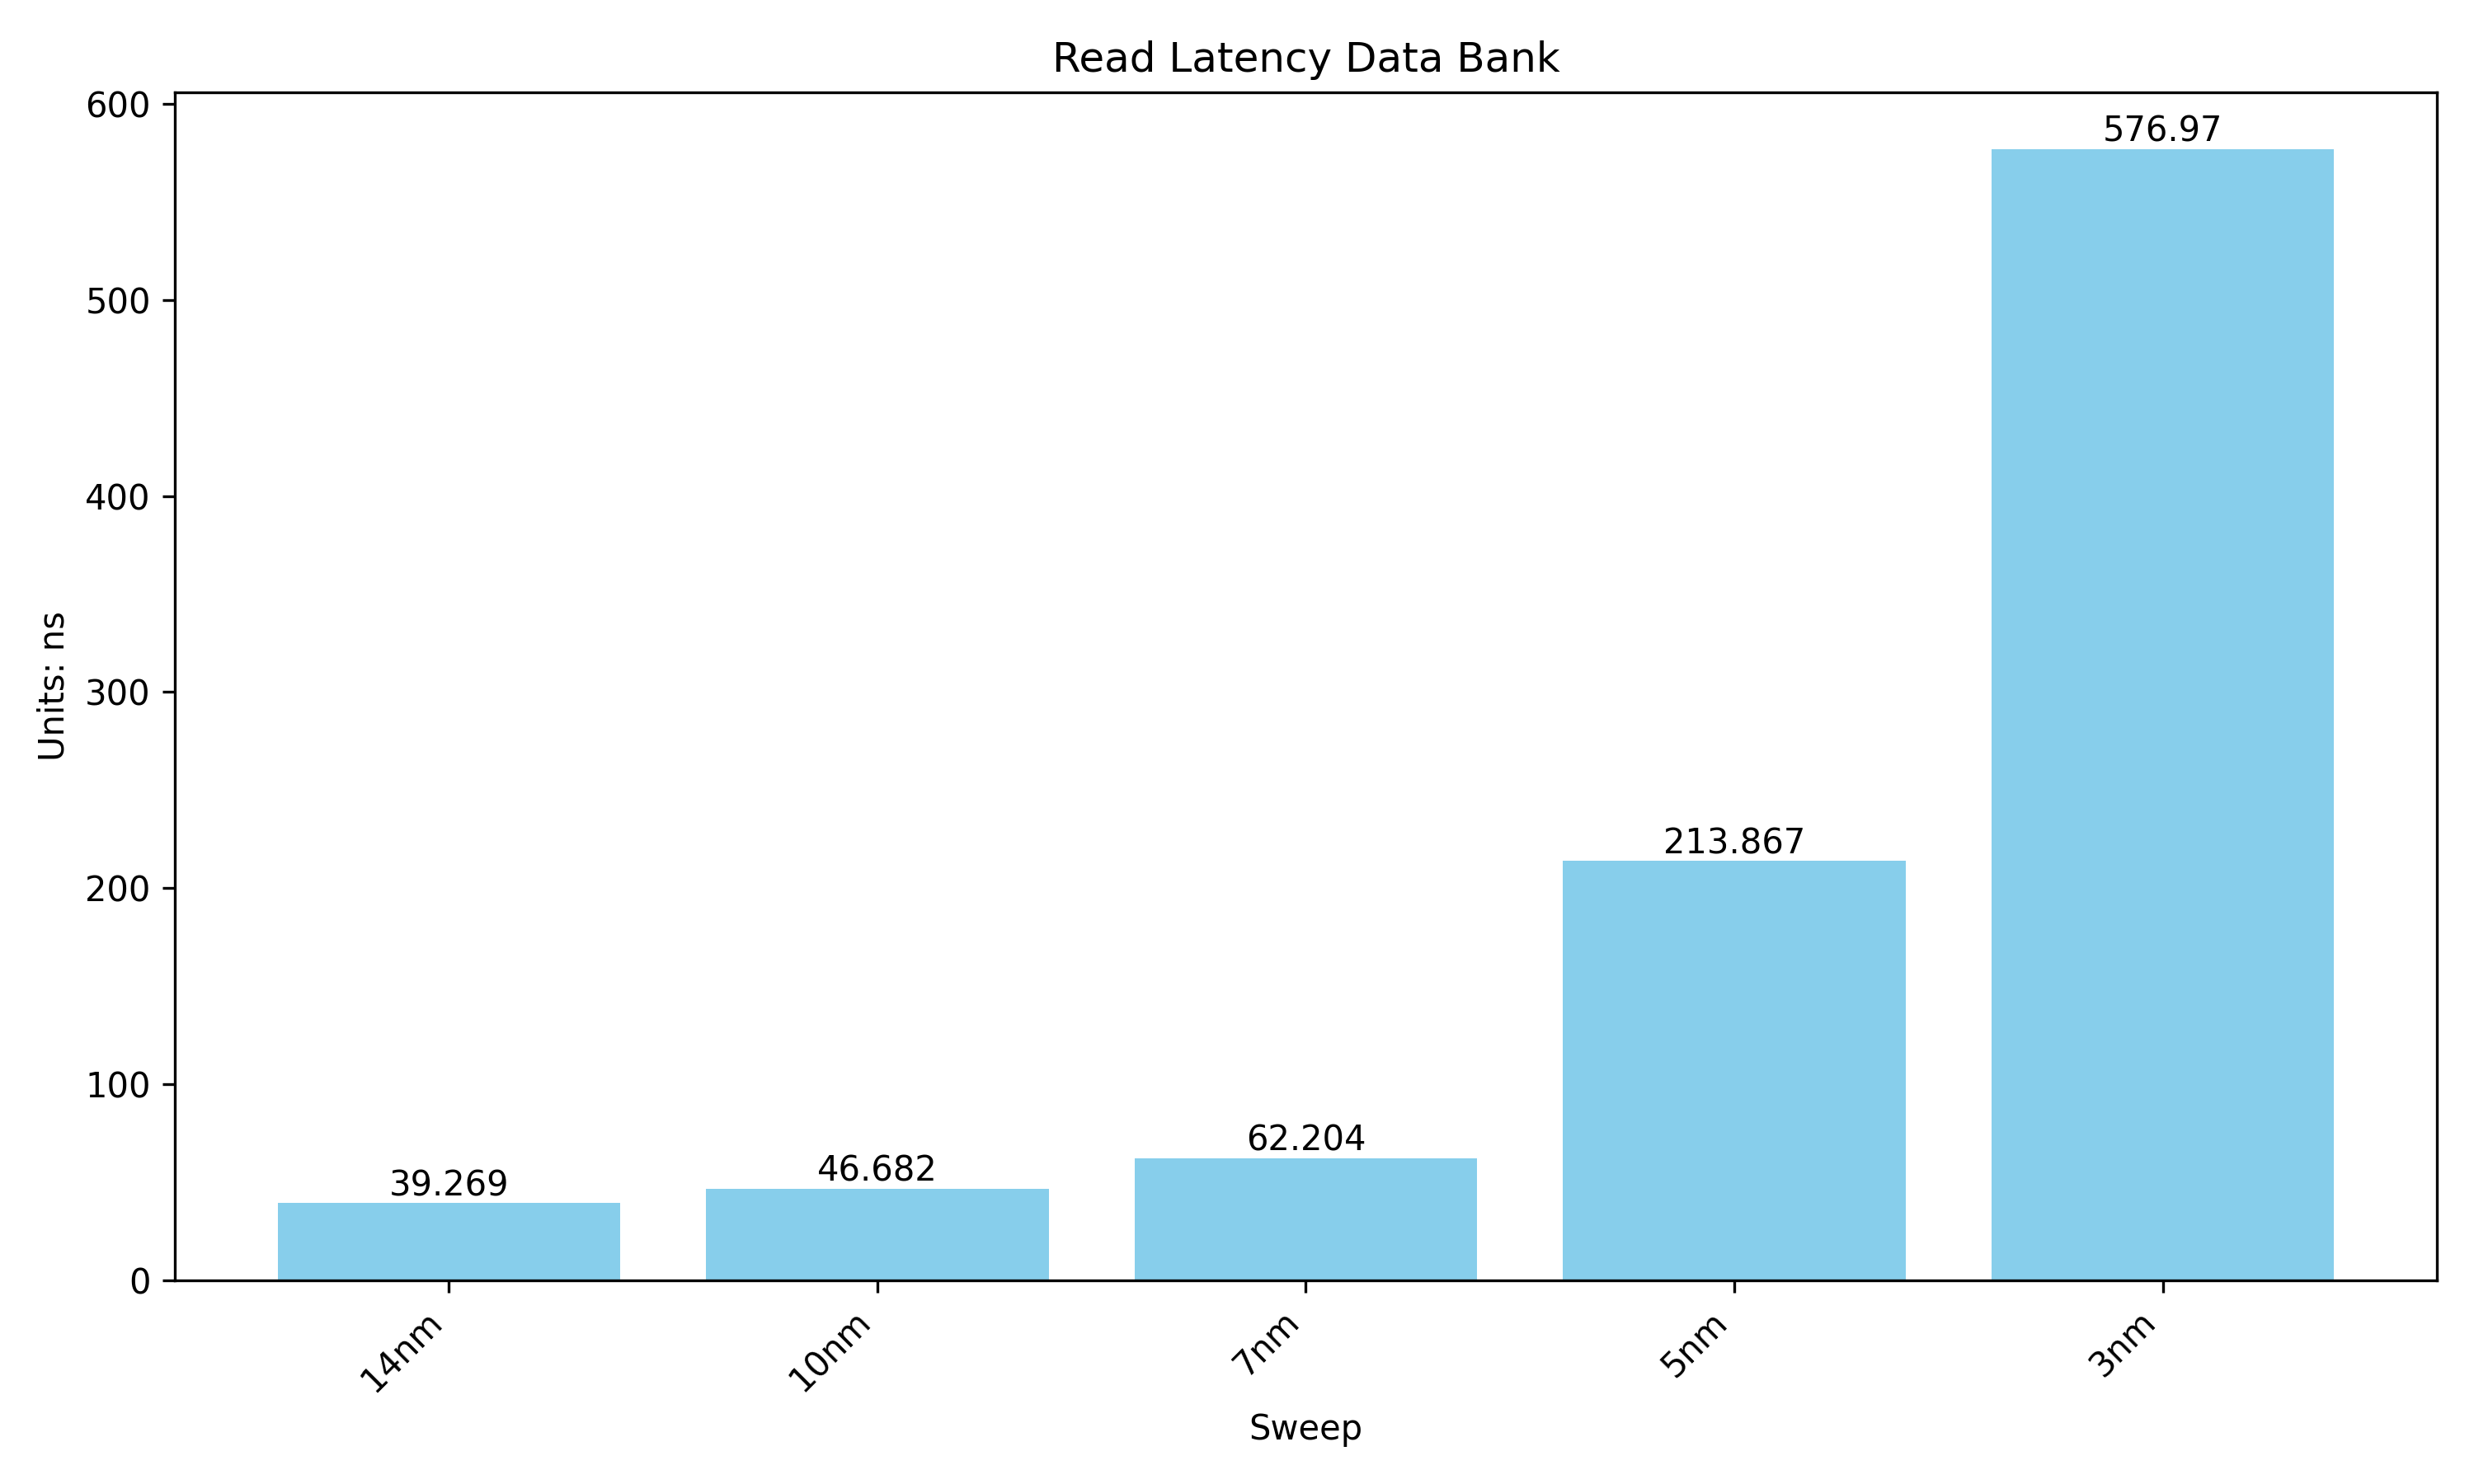 Read Latency Data Bank
600
500
400
300
200
100
0
Units: ns
39.269
46.682
62.204
213.867
576.97
14nm
10nm
7nm
5nm
3nm
Sweep